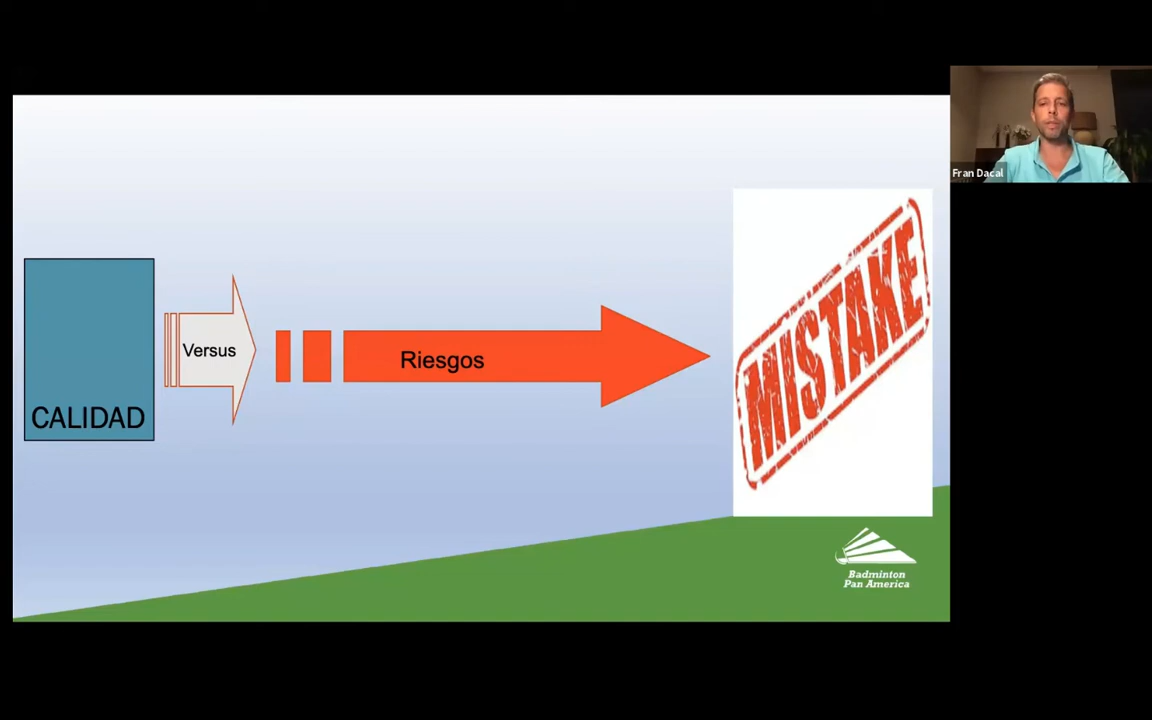 Fran Dacal
MISTAKE
Versus
Riesgos
CALIDAD
Badminton
Pan America